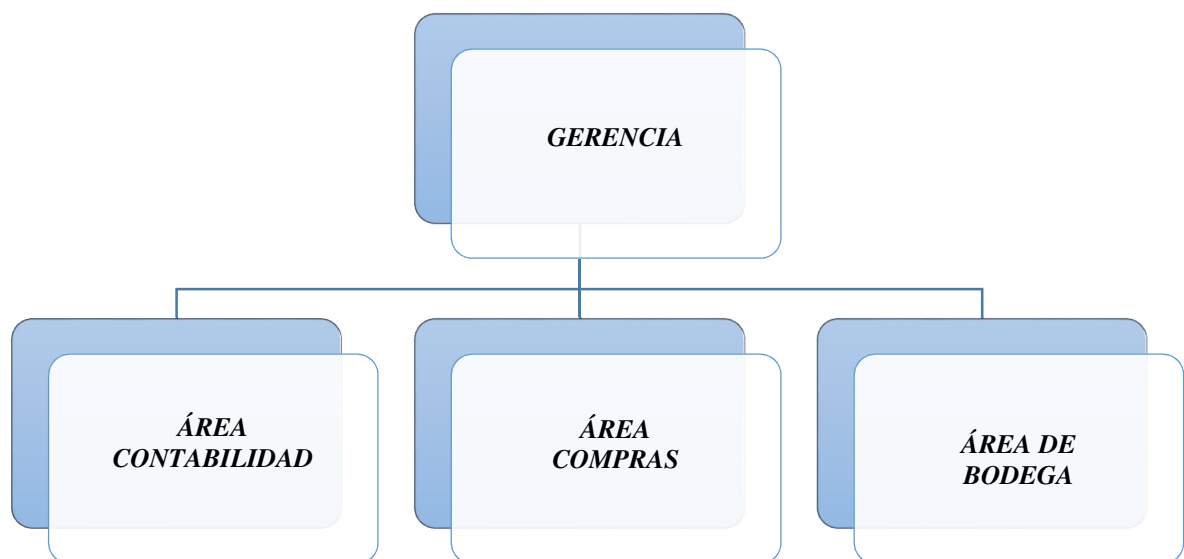 GERENCIA
ÁREA
CONTABILIDAD
ÁREA
COMPRAS
ÁREA DE
BODEGA